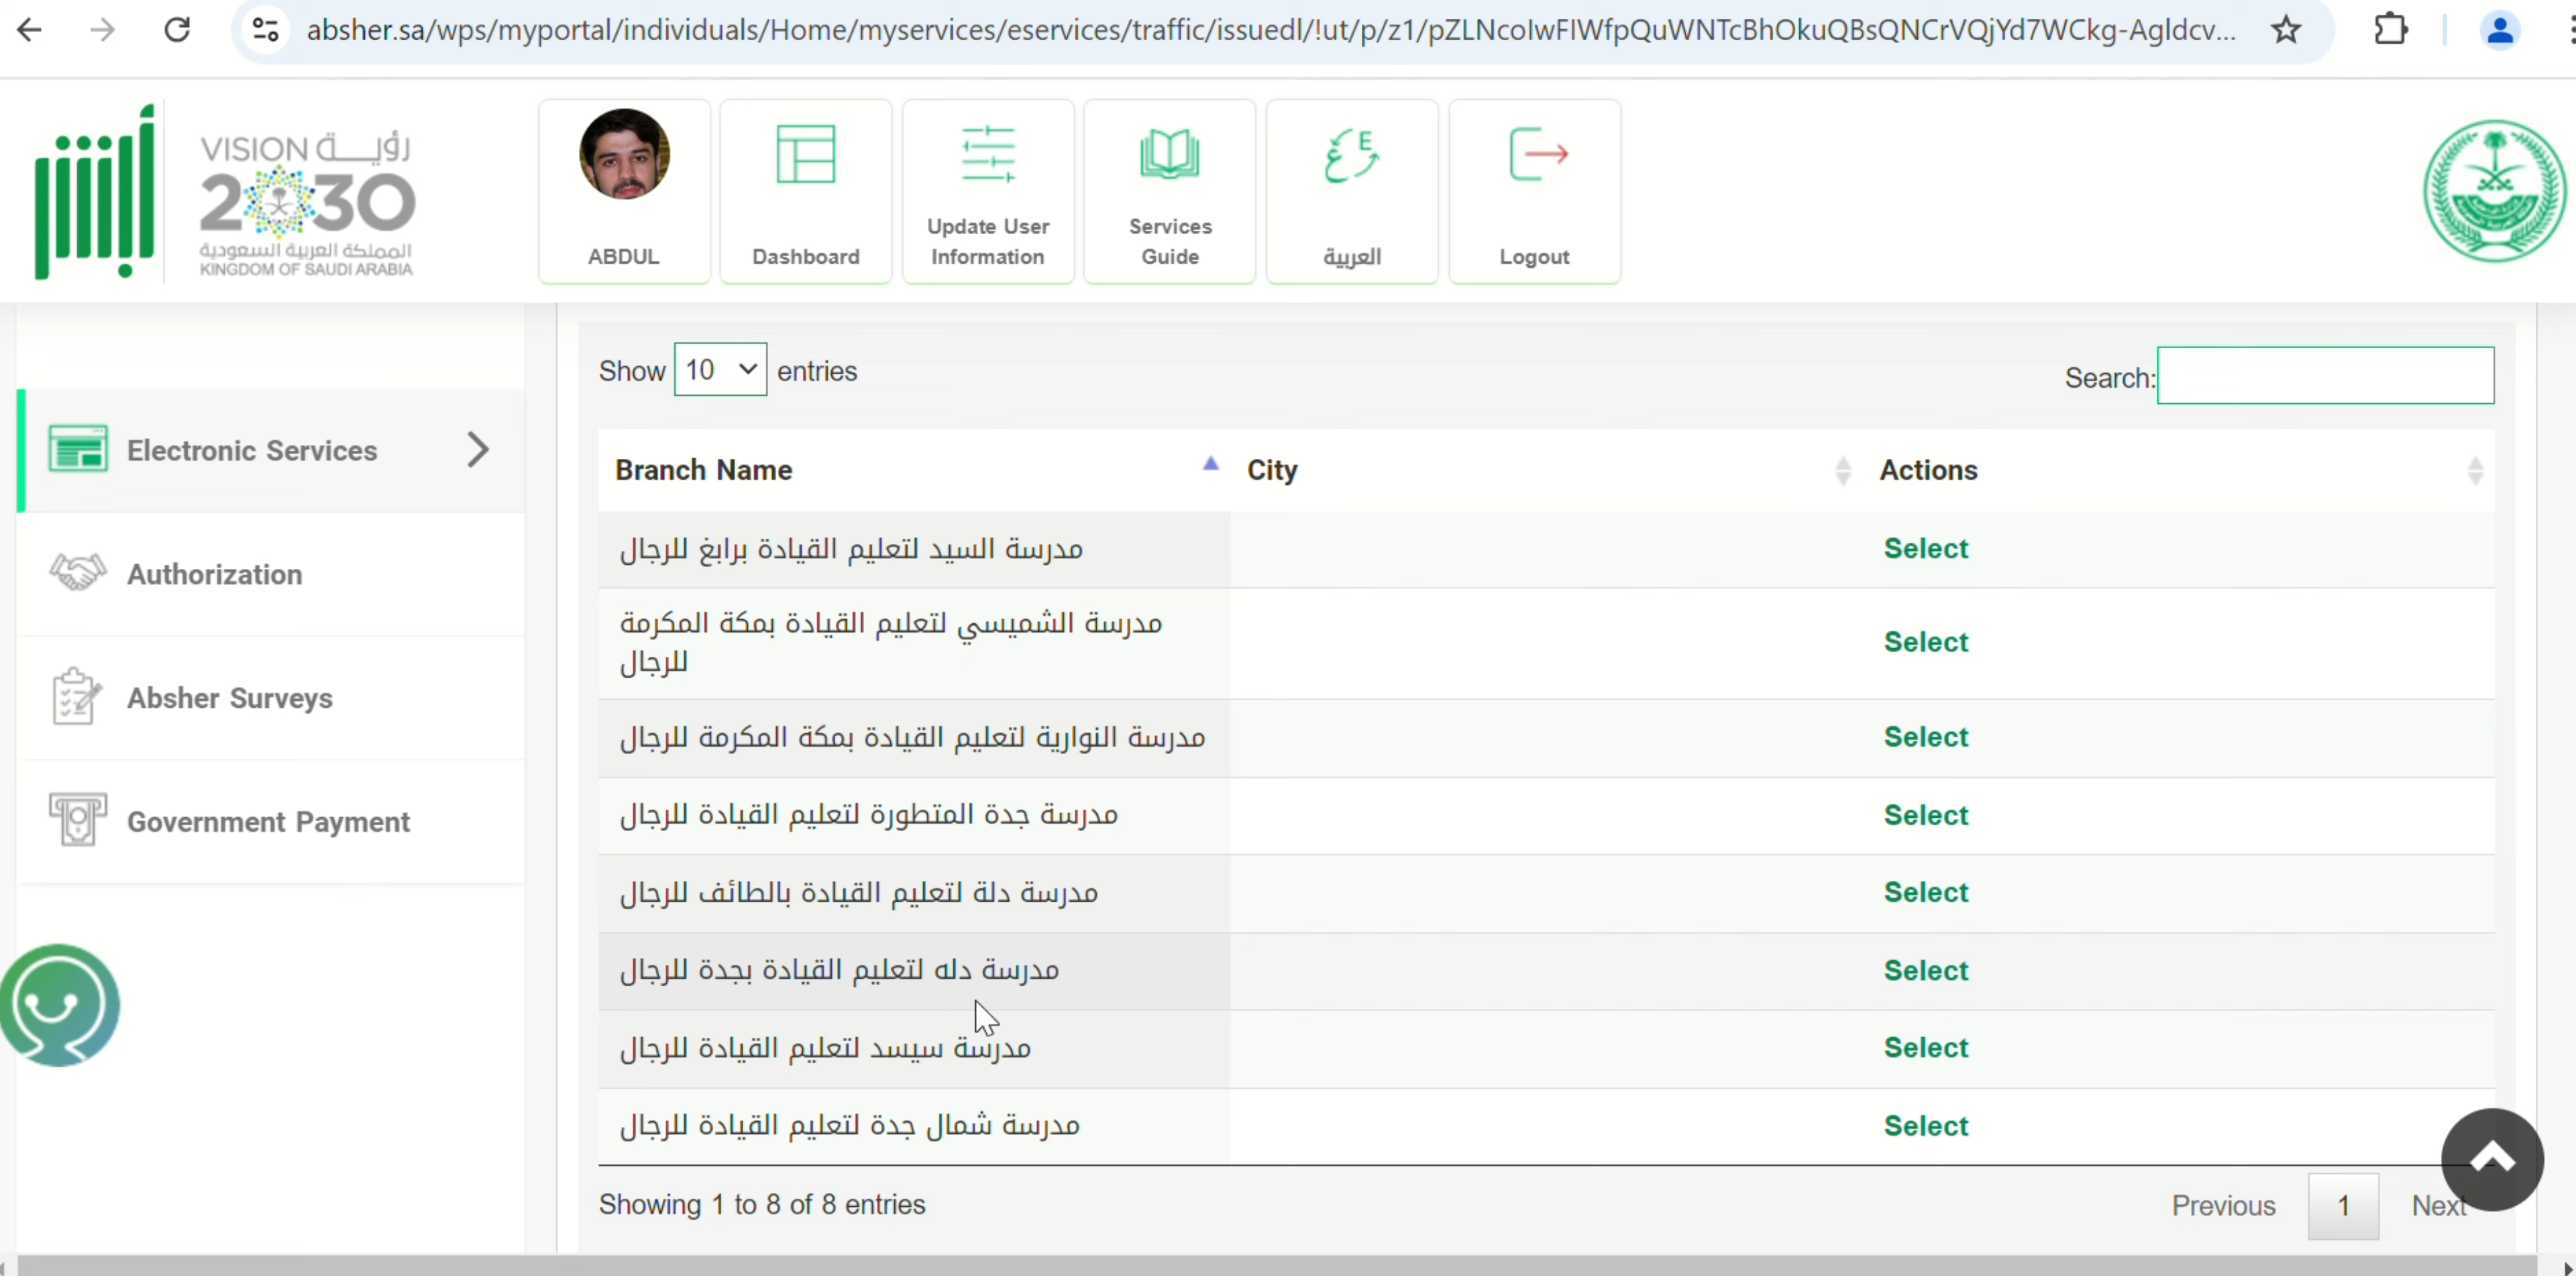 absher.sa/wps/myportal/individuals/Home/myservices/eservices/traffic/issuedl/!ut/p/z1/pZLNcoIwFIWfpQuWNTcBhOkuQBsQNCrVQjYd7WCkg-Agldcv...
أبشر
VISION رؤيــة
2030
المملكة العربية السعودية
KINGDOM OF SAUDI ARABIA
ABDUL
Dashboard
Update User
Information
Services
Guide
ع E
العربية
Logout
Show 10 entries
Search:
Electronic Services
Authorization
Absher Surveys
Government Payment
Branch Name City Actions
مدرسة السيد لتعليم القيادة برابغ للرجال Select
مدرسة الشميسي لتعليم القيادة بمكة المكرمة
للرجال Select
مدرسة النوارية لتعليم القيادة بمكة المكرمة للرجال Select
مدرسة جدة المتطورة لتعليم القيادة للرجال Select
مدرسة دلة لتعليم القيادة بالطائف للرجال Select
مدرسة دله لتعليم القيادة بجدة للرجال Select
مدرسة سيسد لتعليم القيادة للرجال Select
مدرسة شمال جدة لتعليم القيادة للرجال Select
Showing 1 to 8 of 8 entries
Previous 1 Next